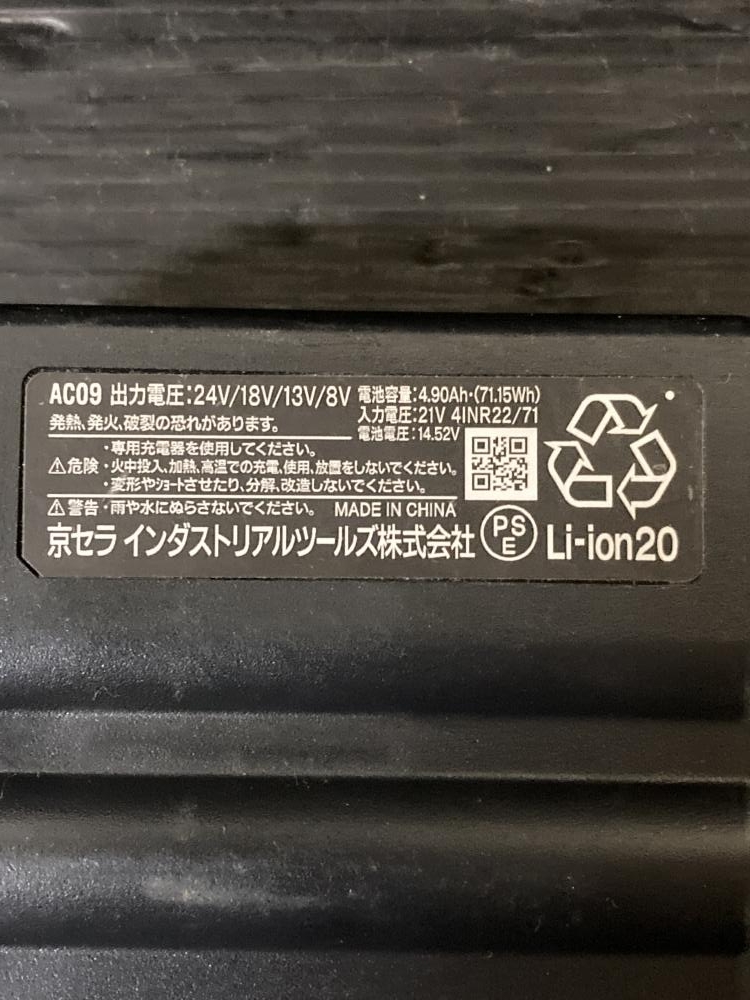 AC09 出力電圧:24V/18V/13V/8V 電池容量:4.90Ah･(71.15Wh)
入力電圧:21V 4INR22/71
発熱、発火、破裂の恐れがあります。
電池電圧:14.52V
・専用充電器を使用してください。
⚠危険・火中投入、加熱、高温での充電、使用、放置をしないでください。
・変形やショートさせたり、分解、改造しないでください。
⚠警告・雨や水にぬらさないでください。 MADE IN CHINA
京セラ インダストリアルツールズ株式会社 PSE Li-ion20